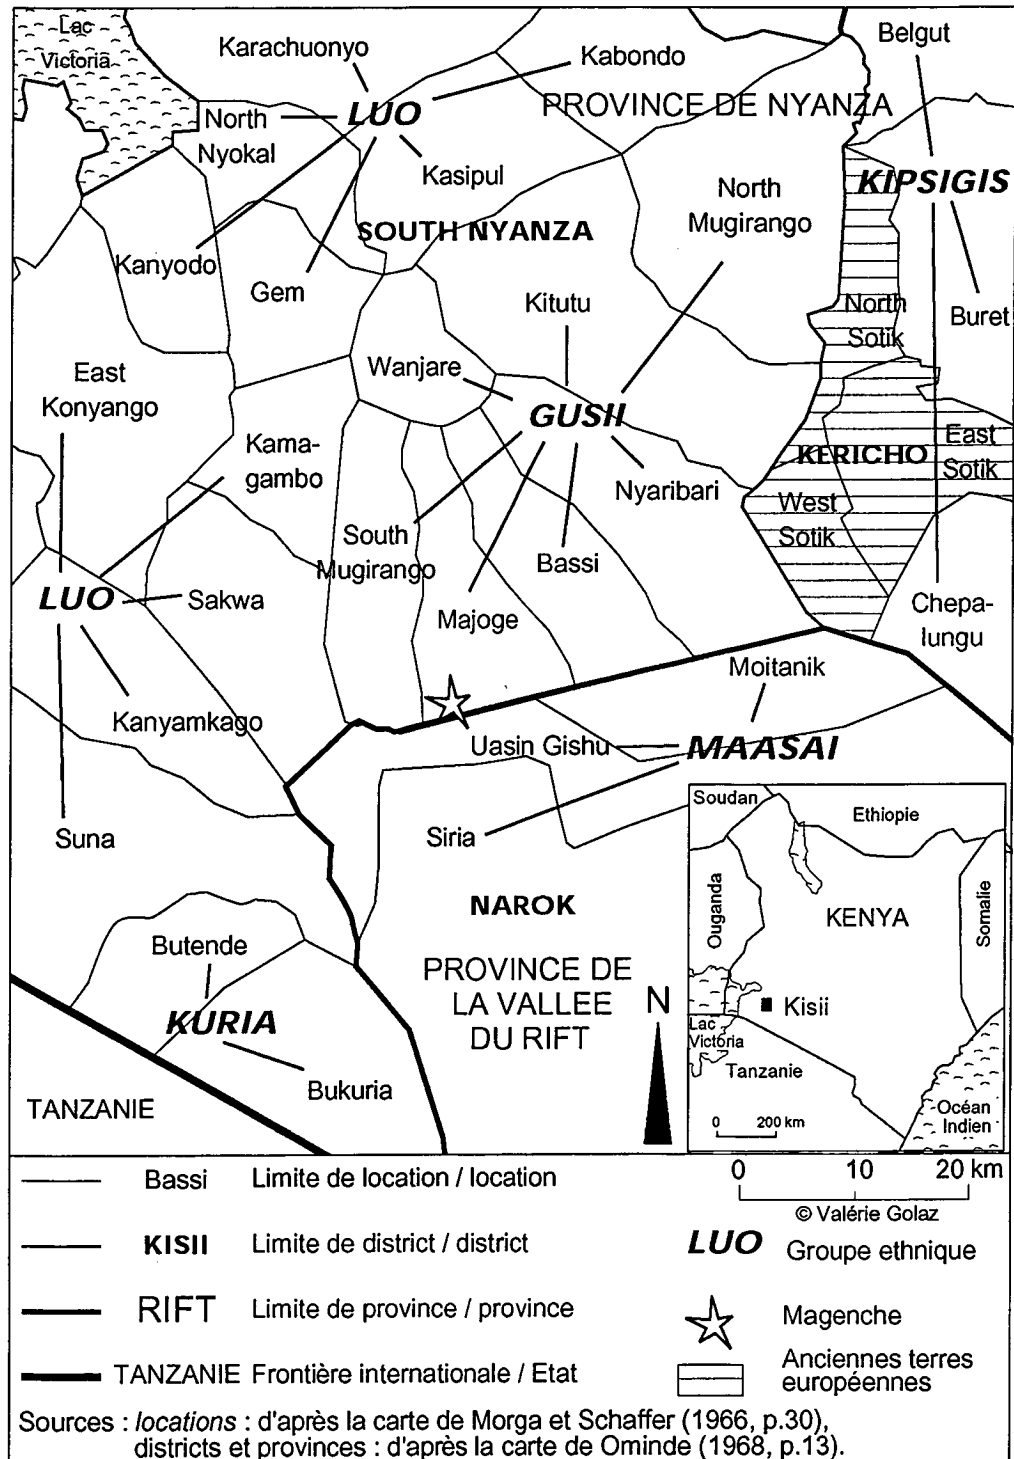 Lac
Victoria
Karachuonyo
Kabondo
Belgut
LUO
PROVINCE DE NYANZA
North
Nyokal
Kasipul
KIPSIGIS
North
Mugirango
SOUTH NYANZA
Kanyodo
Gem
Kitutu
North
Sotik
Buret
East
Konyango
Wanjare
GUSII
Kama-
gambo
Nyaribari
KERICHO
East
Sotik
West
Sotik
South
Mugirango
Bassi
LUO
Sakwa
Majoge
Chepa-
lungu
Moitanik
Kanyamkago
Uasin Gishu
MAASAI
Suna
Siria
Soudan
Ethiopie
Ouganda
KENYA
Somalie
Kisii
Lac
Victoria
Tanzanie
Océan
Indien
0 200 km
NAROK
Butende
PROVINCE DE
LA VALLEE
DU RIFT
N
KURIA
Bukuria
TANZANIE
0 10 20 km
© Valérie Golaz
Bassi Limite de location / location
KISII Limite de district / district
LUO Groupe ethnique
RIFT Limite de province / province
Magenche
TANZANIE Frontière internationale / Etat
Anciennes terres
européennes
Sources : locations : d'après la carte de Morga et Schaffer (1966, p.30),
districts et provinces : d'après la carte de Ominde (1968, p.13).